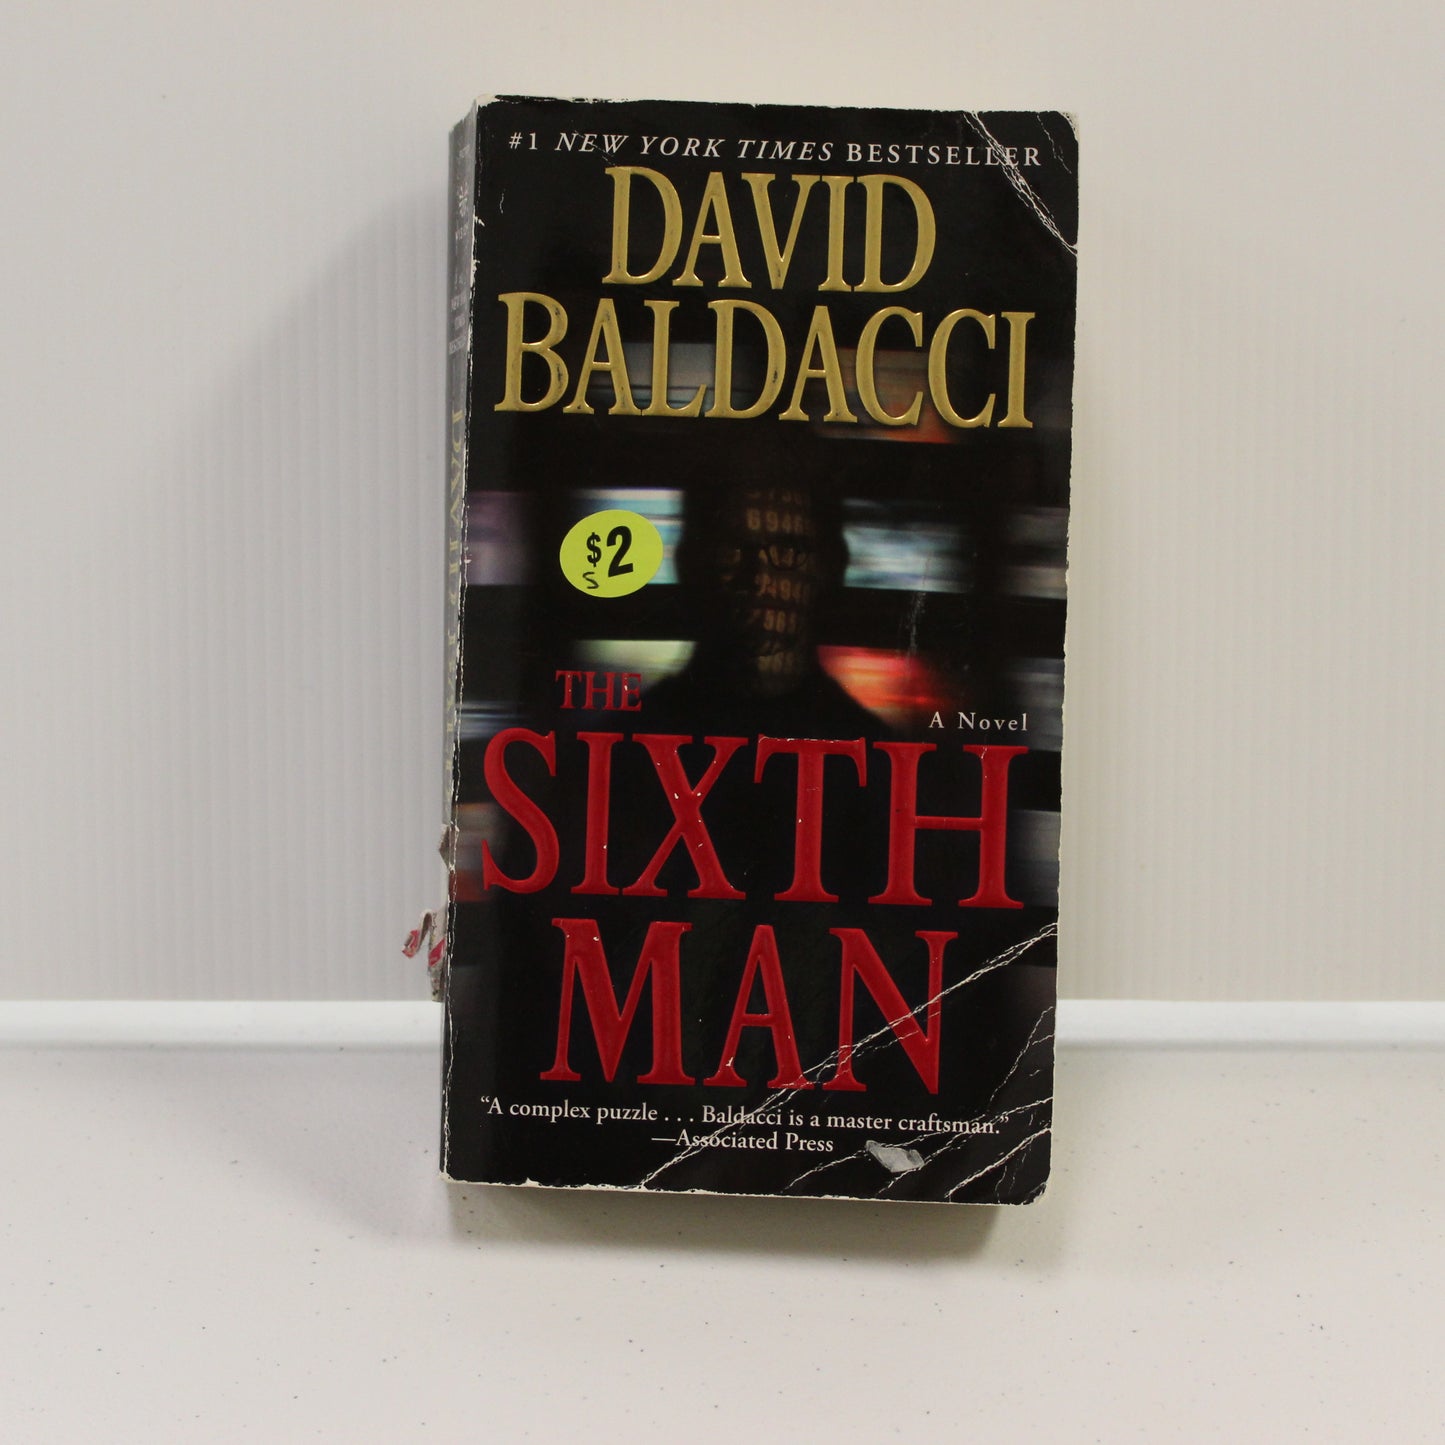 #1 NEW YORK TIMES BESTSELLER
DAVID
BALDACCI
$2
S
THE
A Novel
SIXTH
MAN
“A complex puzzle . . . Baldacci is a master craftsman.”
—Associated Press